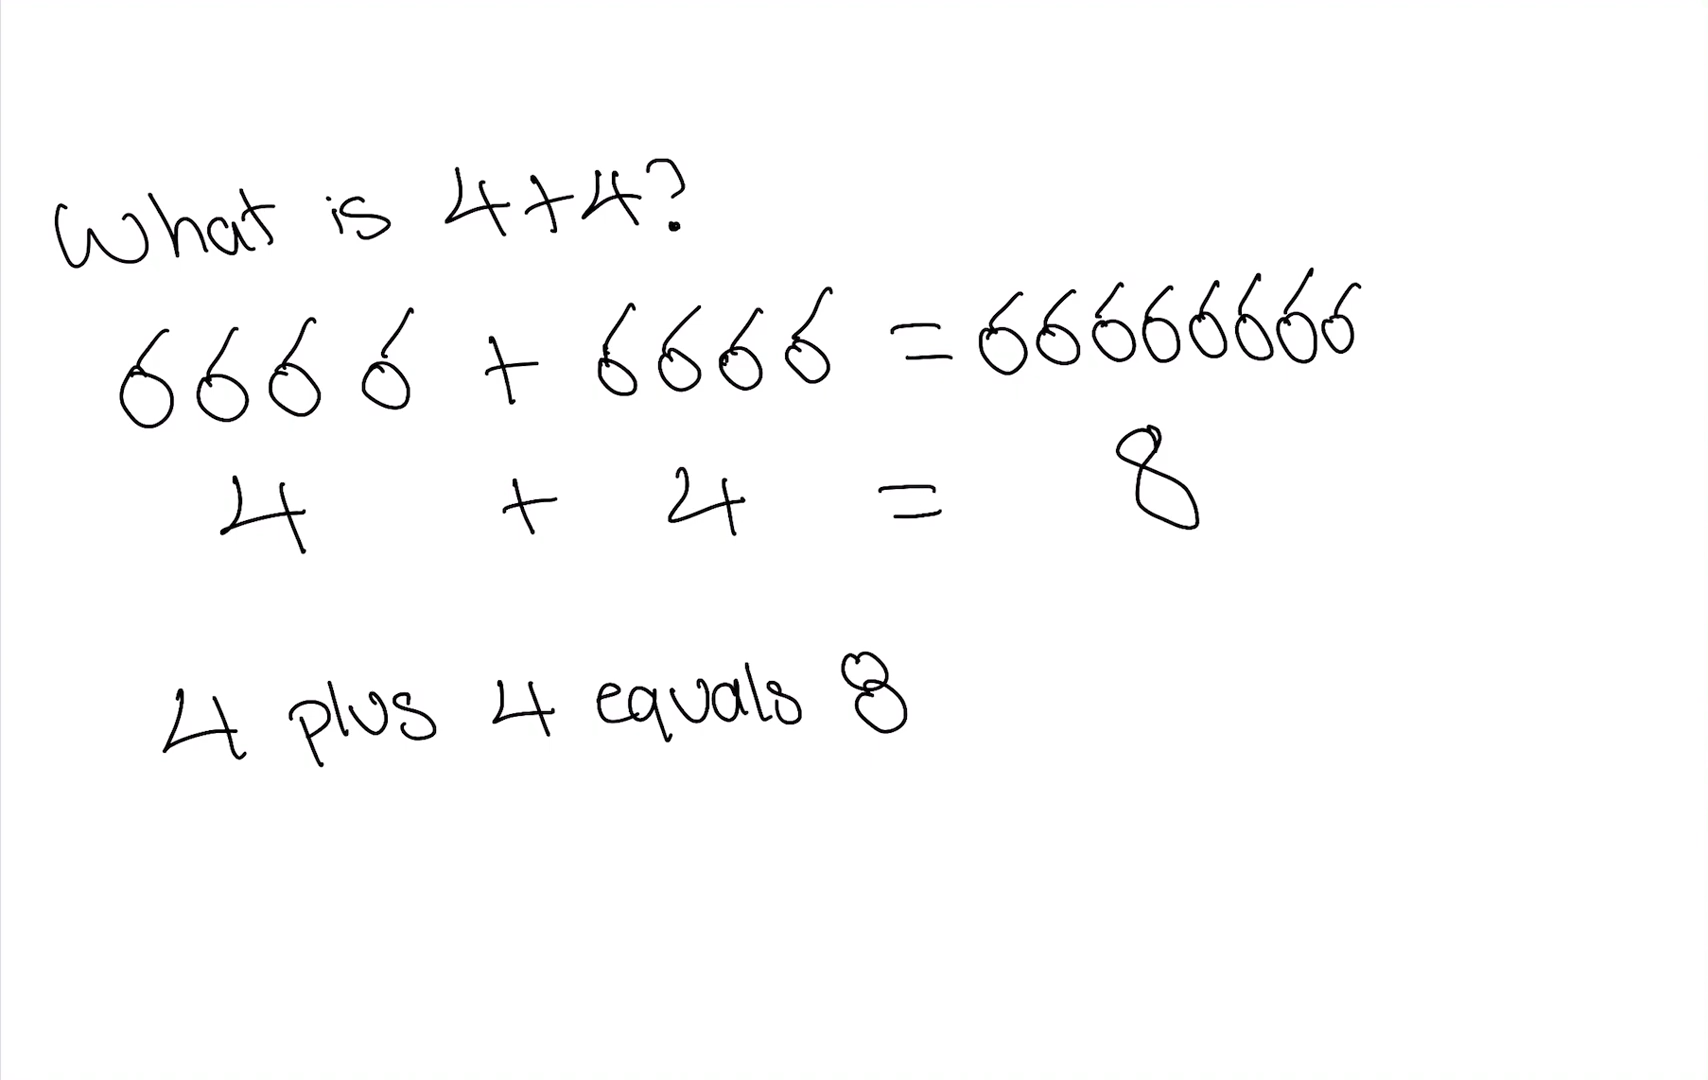 What is 4+4?
6666 + 6666 = 66666666
4 + 4 = 8
4 plus 4 equals 8